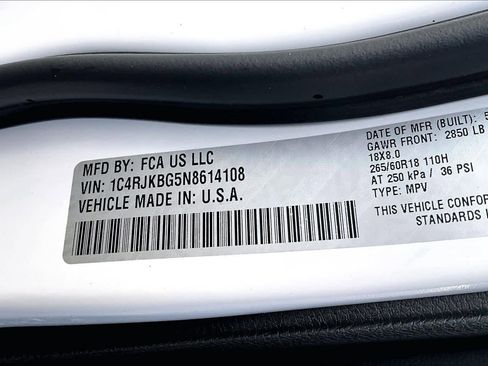 MFD BY: FCA US LLC
VIN: 1C4RJKBG5N8614108
VEHICLE MADE IN: U.S.A.
DATE OF MFR (BUILT): 5
GAWR FRONT: 2850 LB
18X8.0
265/60R18 110H
AT 250 kPa / 36 PSI
TYPE: MPV
THIS VEHICLE CONFOR
STANDARDS I